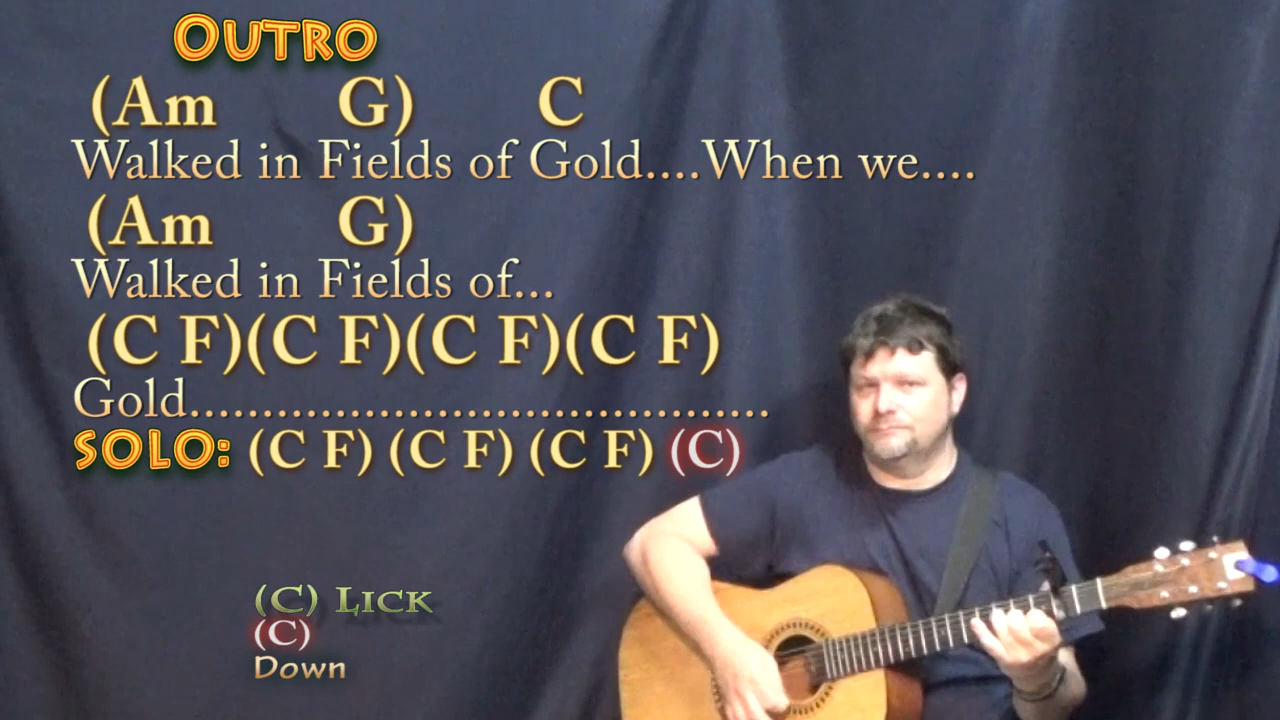 OUTRO
(Am G) C
Walked in Fields of Gold....When we....
(Am G)
Walked in Fields of...
(C F)(C F)(C F)(C F)
Gold........................................
SOLO: (C F) (C F) (C F) (C)
(C) LICK
(C)
Down